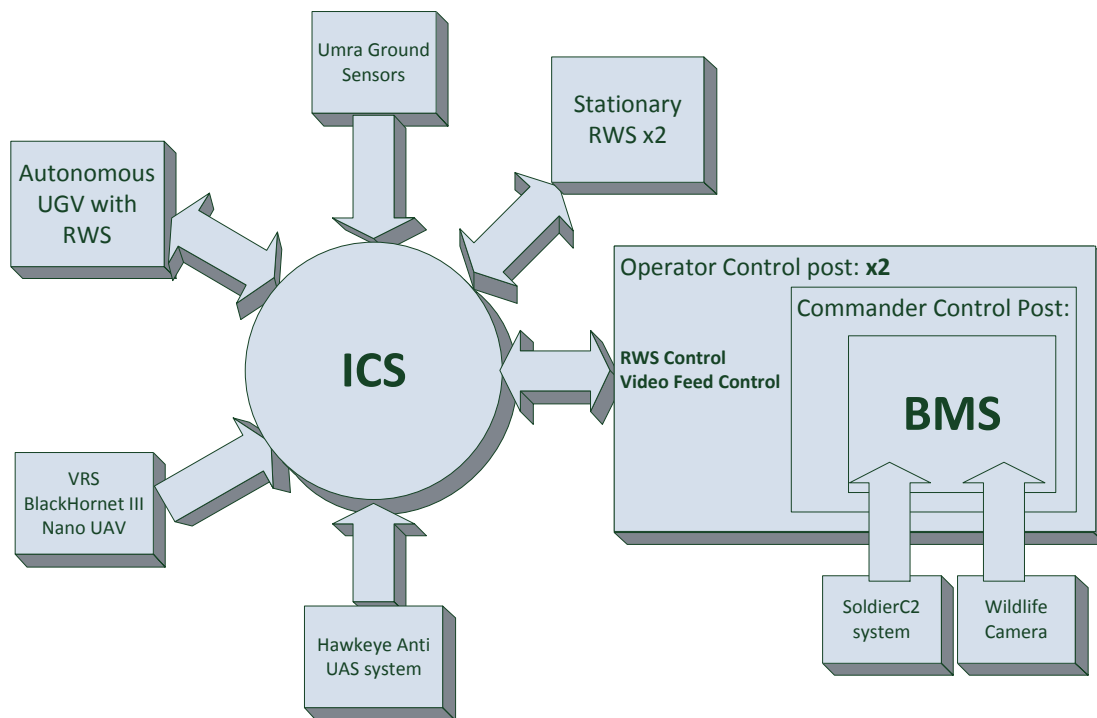 Umra Ground
Sensors
Stationary
RWS x2
Autonomous
UGV with
RWS
Operator Control post: x2
Commander Control Post:
RWS Control
Video Feed Control
ICS
BMS
VRS
BlackHornet III
Nano UAV
Hawkeye Anti
UAS system
SoldierC2
system
Wildlife
Camera